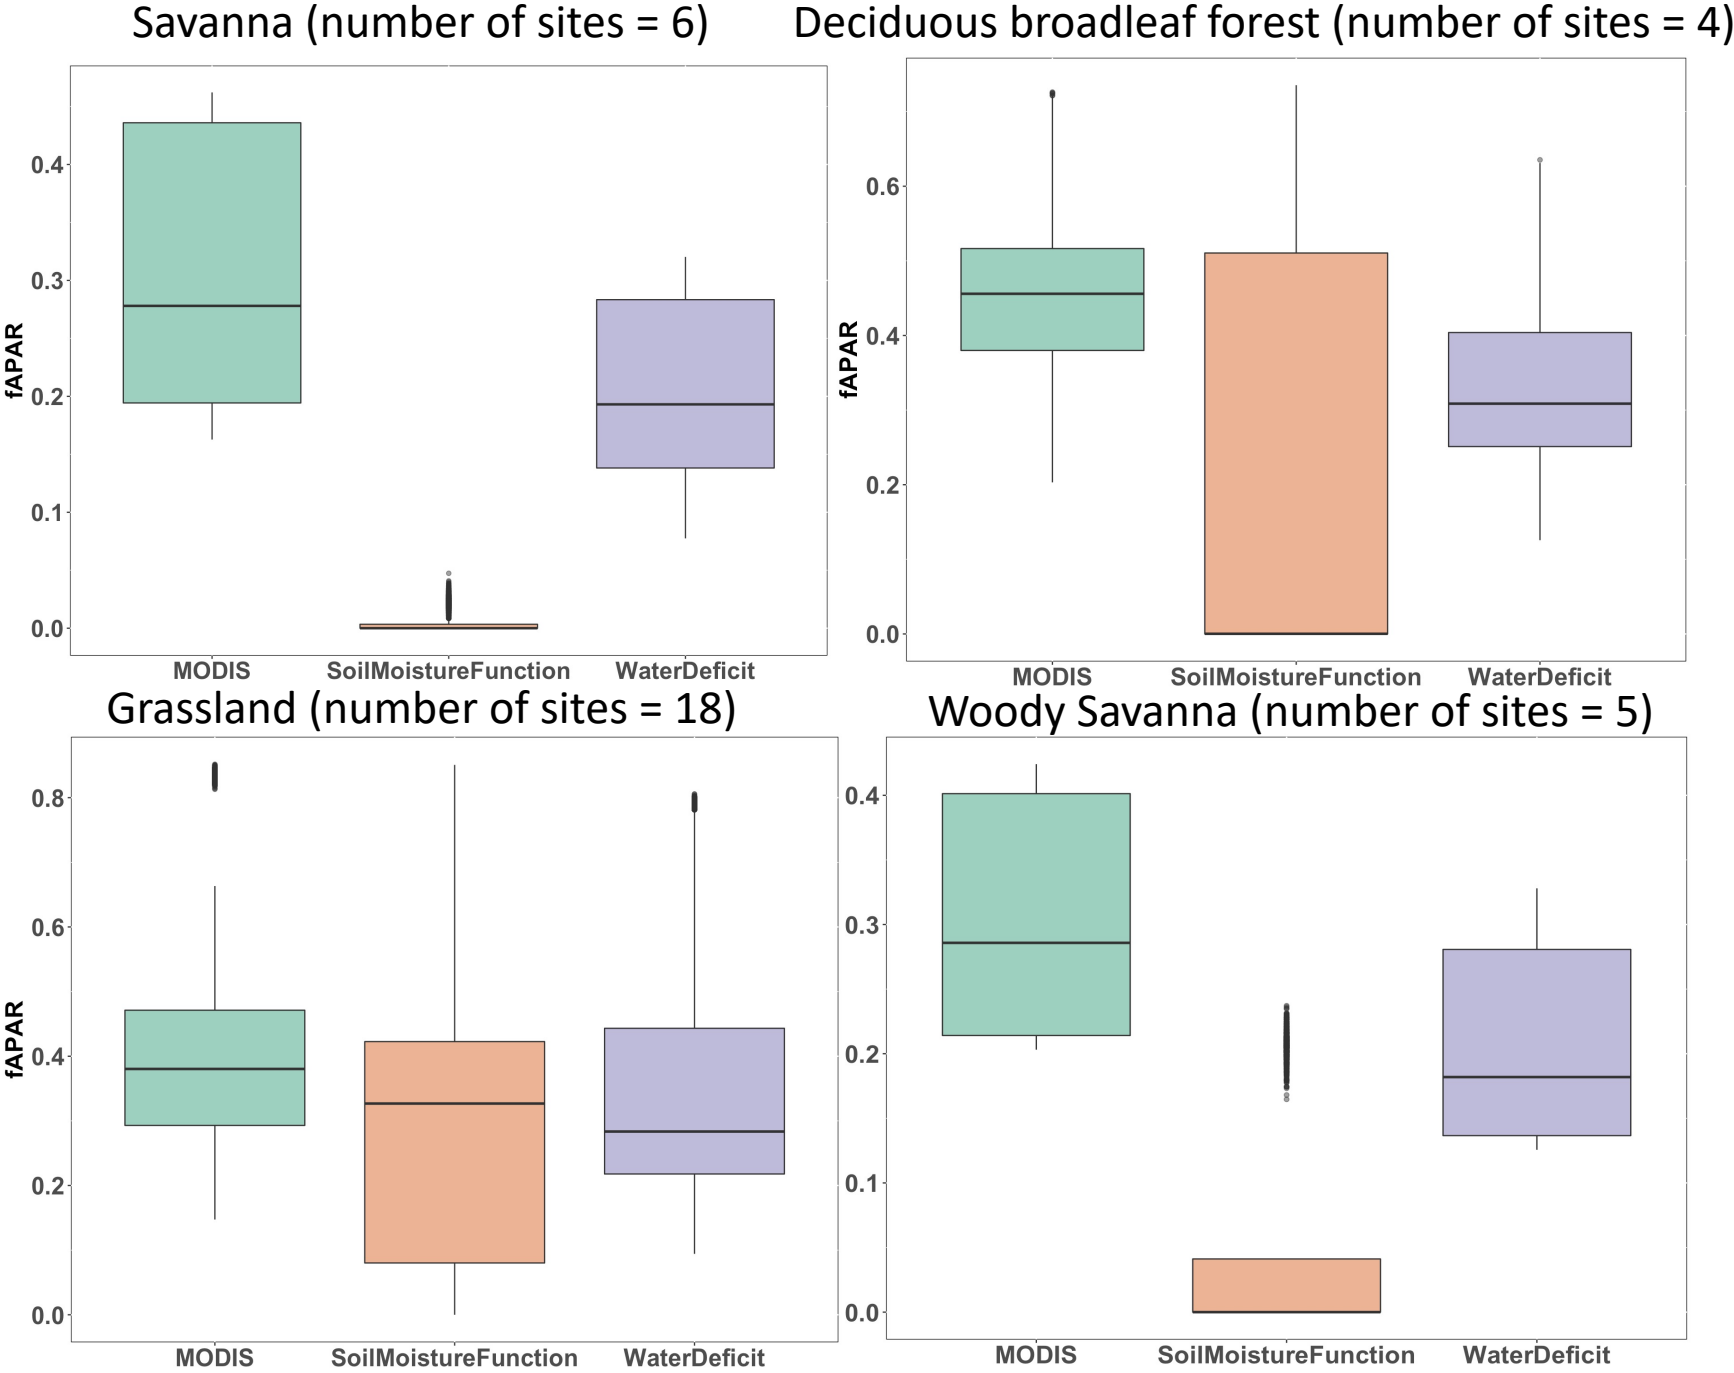 Savanna (number of sites = 6)
fAPAR
0.4
0.3
0.2
0.1
0.0
MODIS SoilMoistureFunction WaterDeficit
Deciduous broadleaf forest (number of sites = 4)
fAPAR
0.6
0.4
0.2
0.0
MODIS SoilMoistureFunction WaterDeficit
Grassland (number of sites = 18)
fAPAR
0.8
0.6
0.4
0.2
0.0
MODIS SoilMoistureFunction WaterDeficit
Woody Savanna (number of sites = 5)
0.4
0.3
0.2
0.1
0.0
MODIS SoilMoistureFunction WaterDeficit